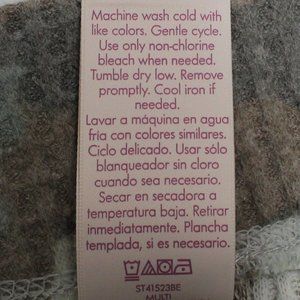 Machine wash cold with
like colors. Gentle cycle.
Use only non-chlorine
bleach when needed.
Tumble dry low. Remove
promptly. Cool iron if
needed.
Lavar a máquina en agua
fria con colores similares.
Ciclo delicado. Usar sólo
blanqueador sin cloro
cuando sea necesario.
Secar en secadora a
temperatura baja. Retirar
inmediatamente. Plancha
templada, si es necesario.
ST41523BE
MULTI